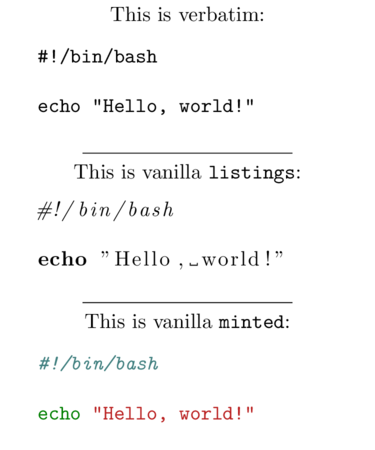 This is verbatim:
#!/bin/bash
echo "Hello, world!"
This is vanilla listings:
#!/bin/bash
echo ”Hello,␣world!”
This is vanilla minted:
#!/bin/bash
echo "Hello, world!"